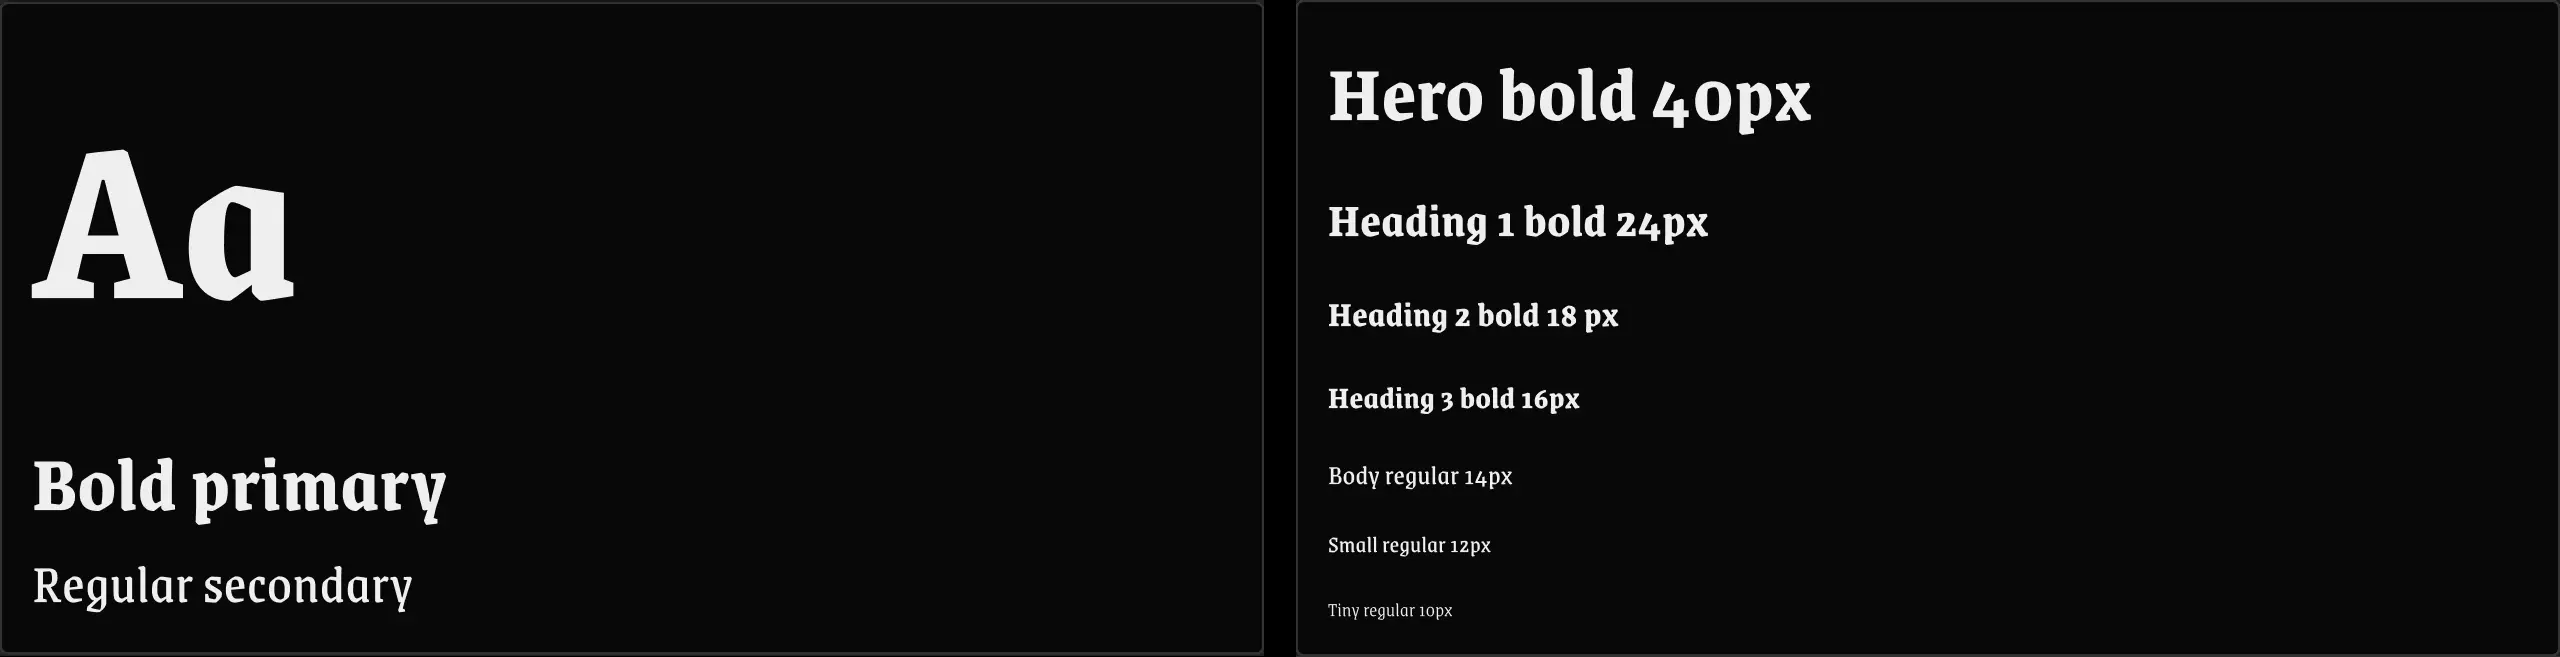 Aa
Bold primary
Regular secondary
Hero bold 40px
Heading 1 bold 24px
Heading 2 bold 18 px
Heading 3 bold 16px
Body regular 14px
Small regular 12px
Tiny regular 10px